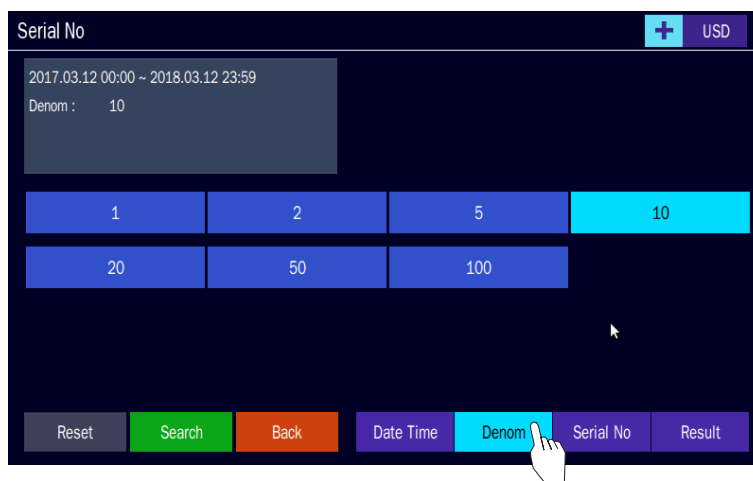 Serial No
+ USD
2017.03.12 00:00 ~ 2018.03.12 23:59
Denom : 10
1 2 5 10
20 50 100
Reset Search Back Date Time Denom Serial No Result